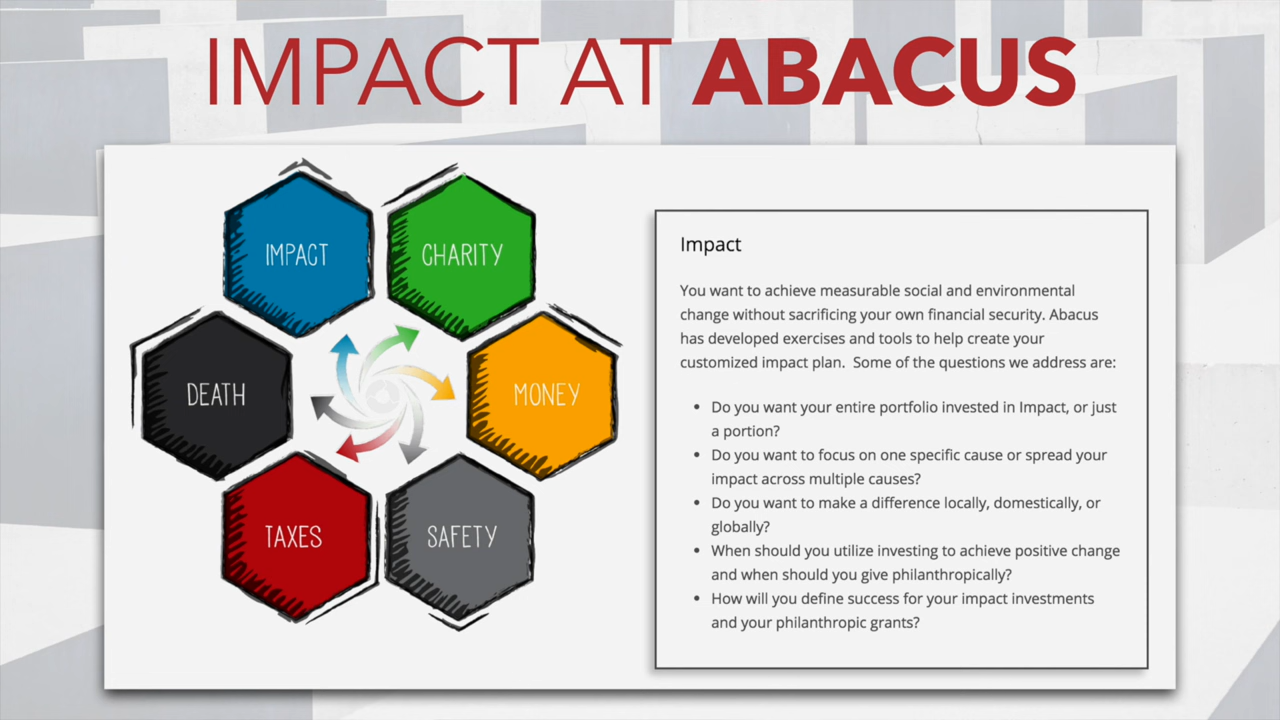 IMPACT AT ABACUS
IMPACT
CHARITY
DEATH
MONEY
TAXES
SAFETY
Impact
You want to achieve measurable social and environmental
change without sacrificing your own financial security. Abacus
has developed exercises and tools to help create your
customized impact plan.  Some of the questions we address are:
• Do you want your entire portfolio invested in Impact, or just
a portion?
• Do you want to focus on one specific cause or spread your
impact across multiple causes?
• Do you want to make a difference locally, domestically, or
globally?
• When should you utilize investing to achieve positive change
and when should you give philanthropically?
• How will you define success for your impact investments
and your philanthropic grants?